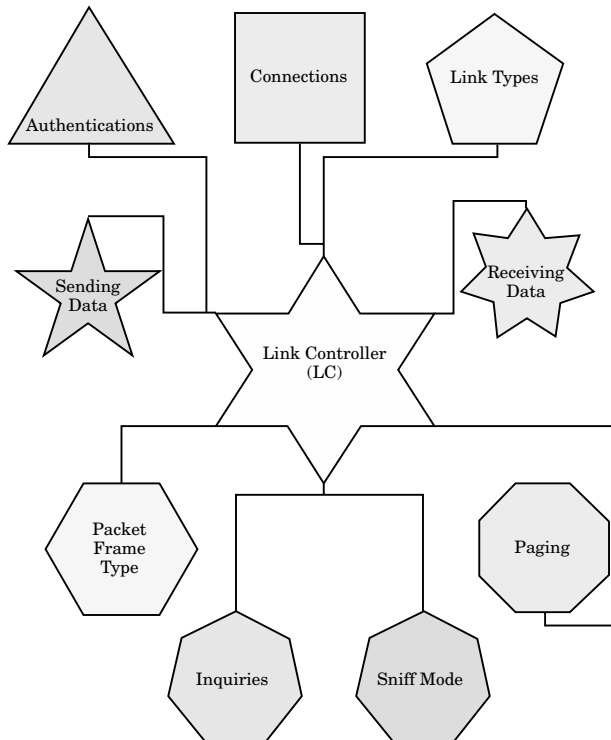 Authentications
Connections
Link Types
Sending
Data
Receiving
Data
Link Controller
(LC)
Packet
Frame
Type
Paging
Inquiries
Sniff Mode